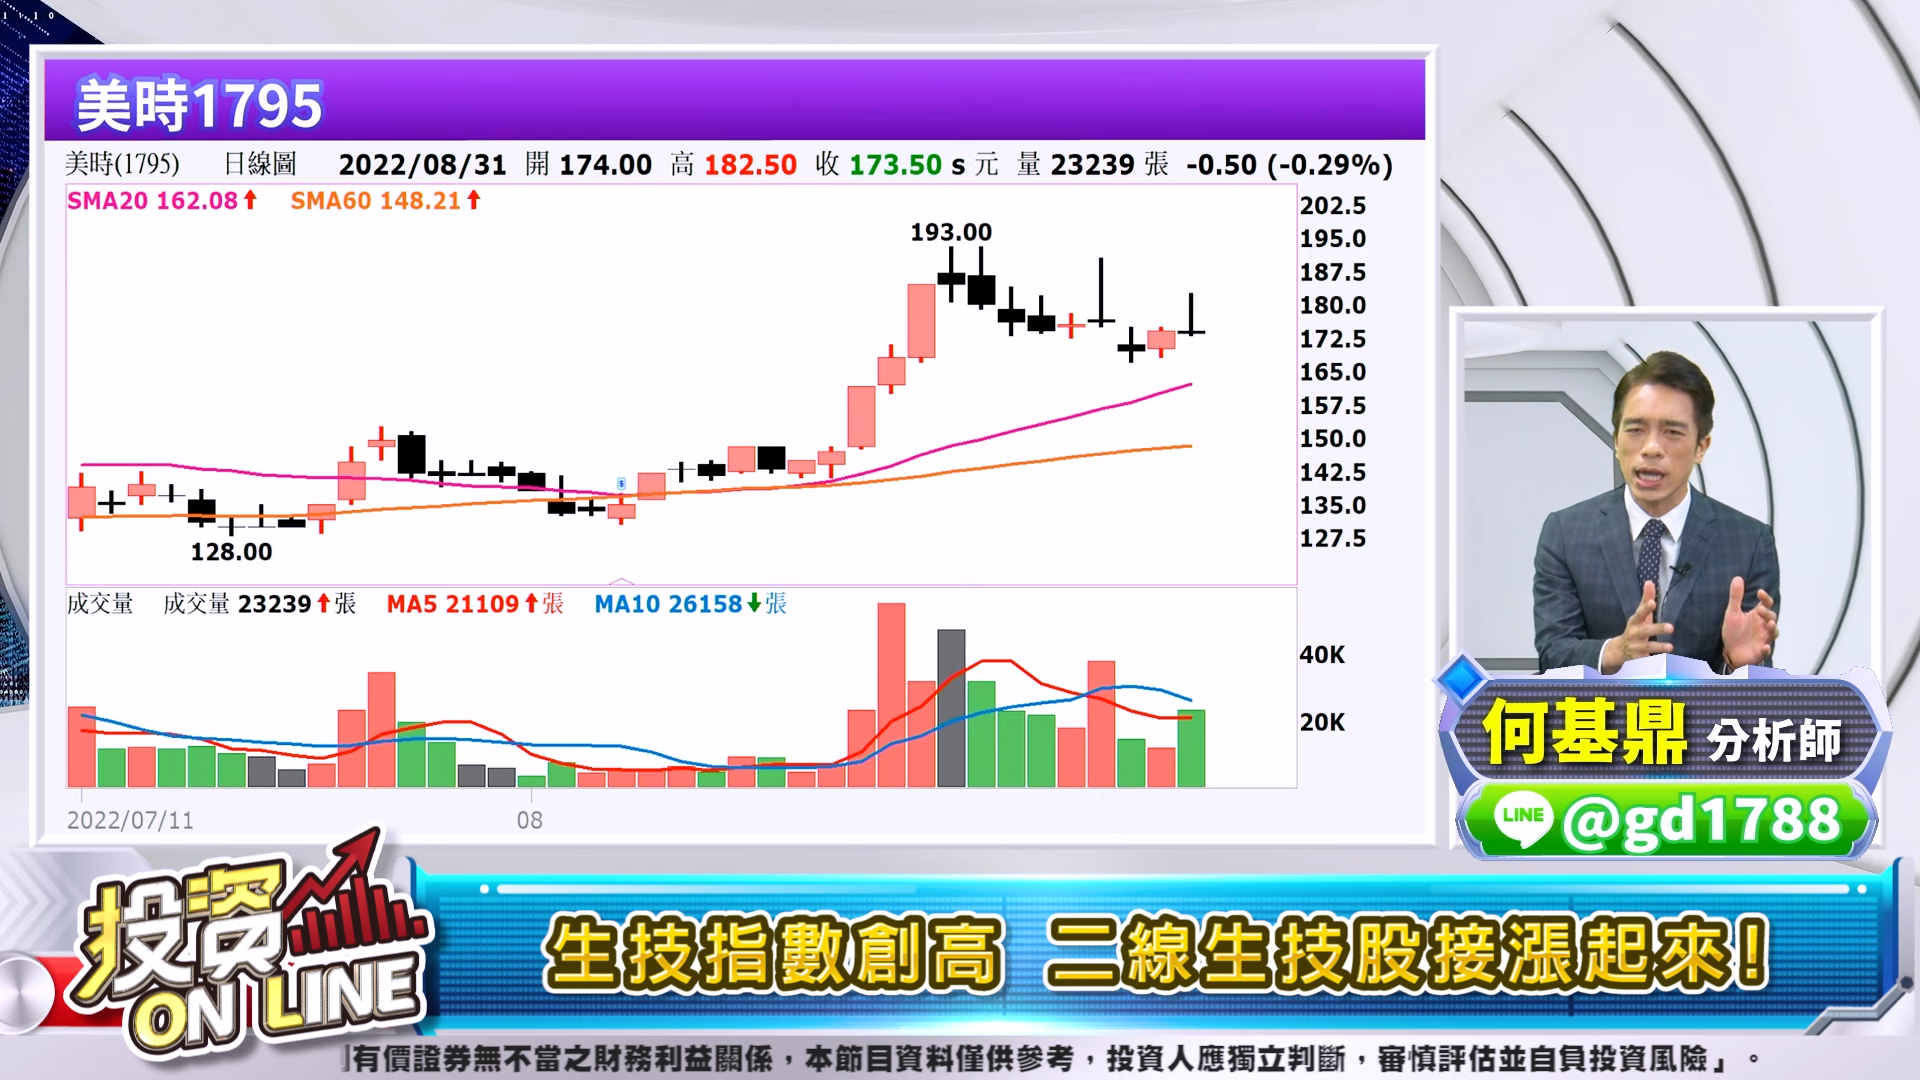 美時1795
美時(1795) 日線圖 2022/08/31 開 174.00 高 182.50 收 173.50 s 元 量 23239 張 -0.50 (-0.29%)
SMA20 162.08↑ SMA60 148.21↑
202.5
195.0
187.5
180.0
172.5
165.0
157.5
150.0
142.5
135.0
127.5
193.00
128.00
成交量 成交量 23239↑張 MA5 21109↑張 MA10 26158↓張
40K
20K
2022/07/11 08
何基鼎 分析師
LINE @gd1788
投資
ON LINE
生技指數創高 二線生技股接漲起來!
有價證券無不當之財務利益關係，本節目資料僅供參考，投資人應獨立判斷，審慎評估並自負投資風險」。